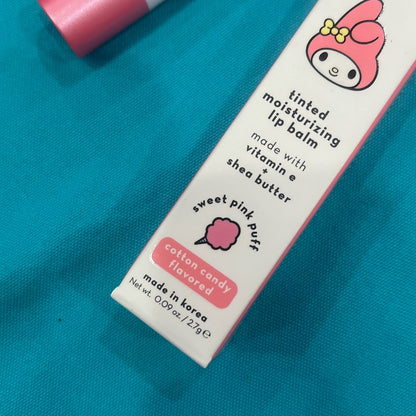 tinted
moisturizing
lip balm
made with
vitamin e
+
shea butter
sweet pink puff
cotton candy
flavored
made in korea
Net wt. 0.09 oz./2.7g e